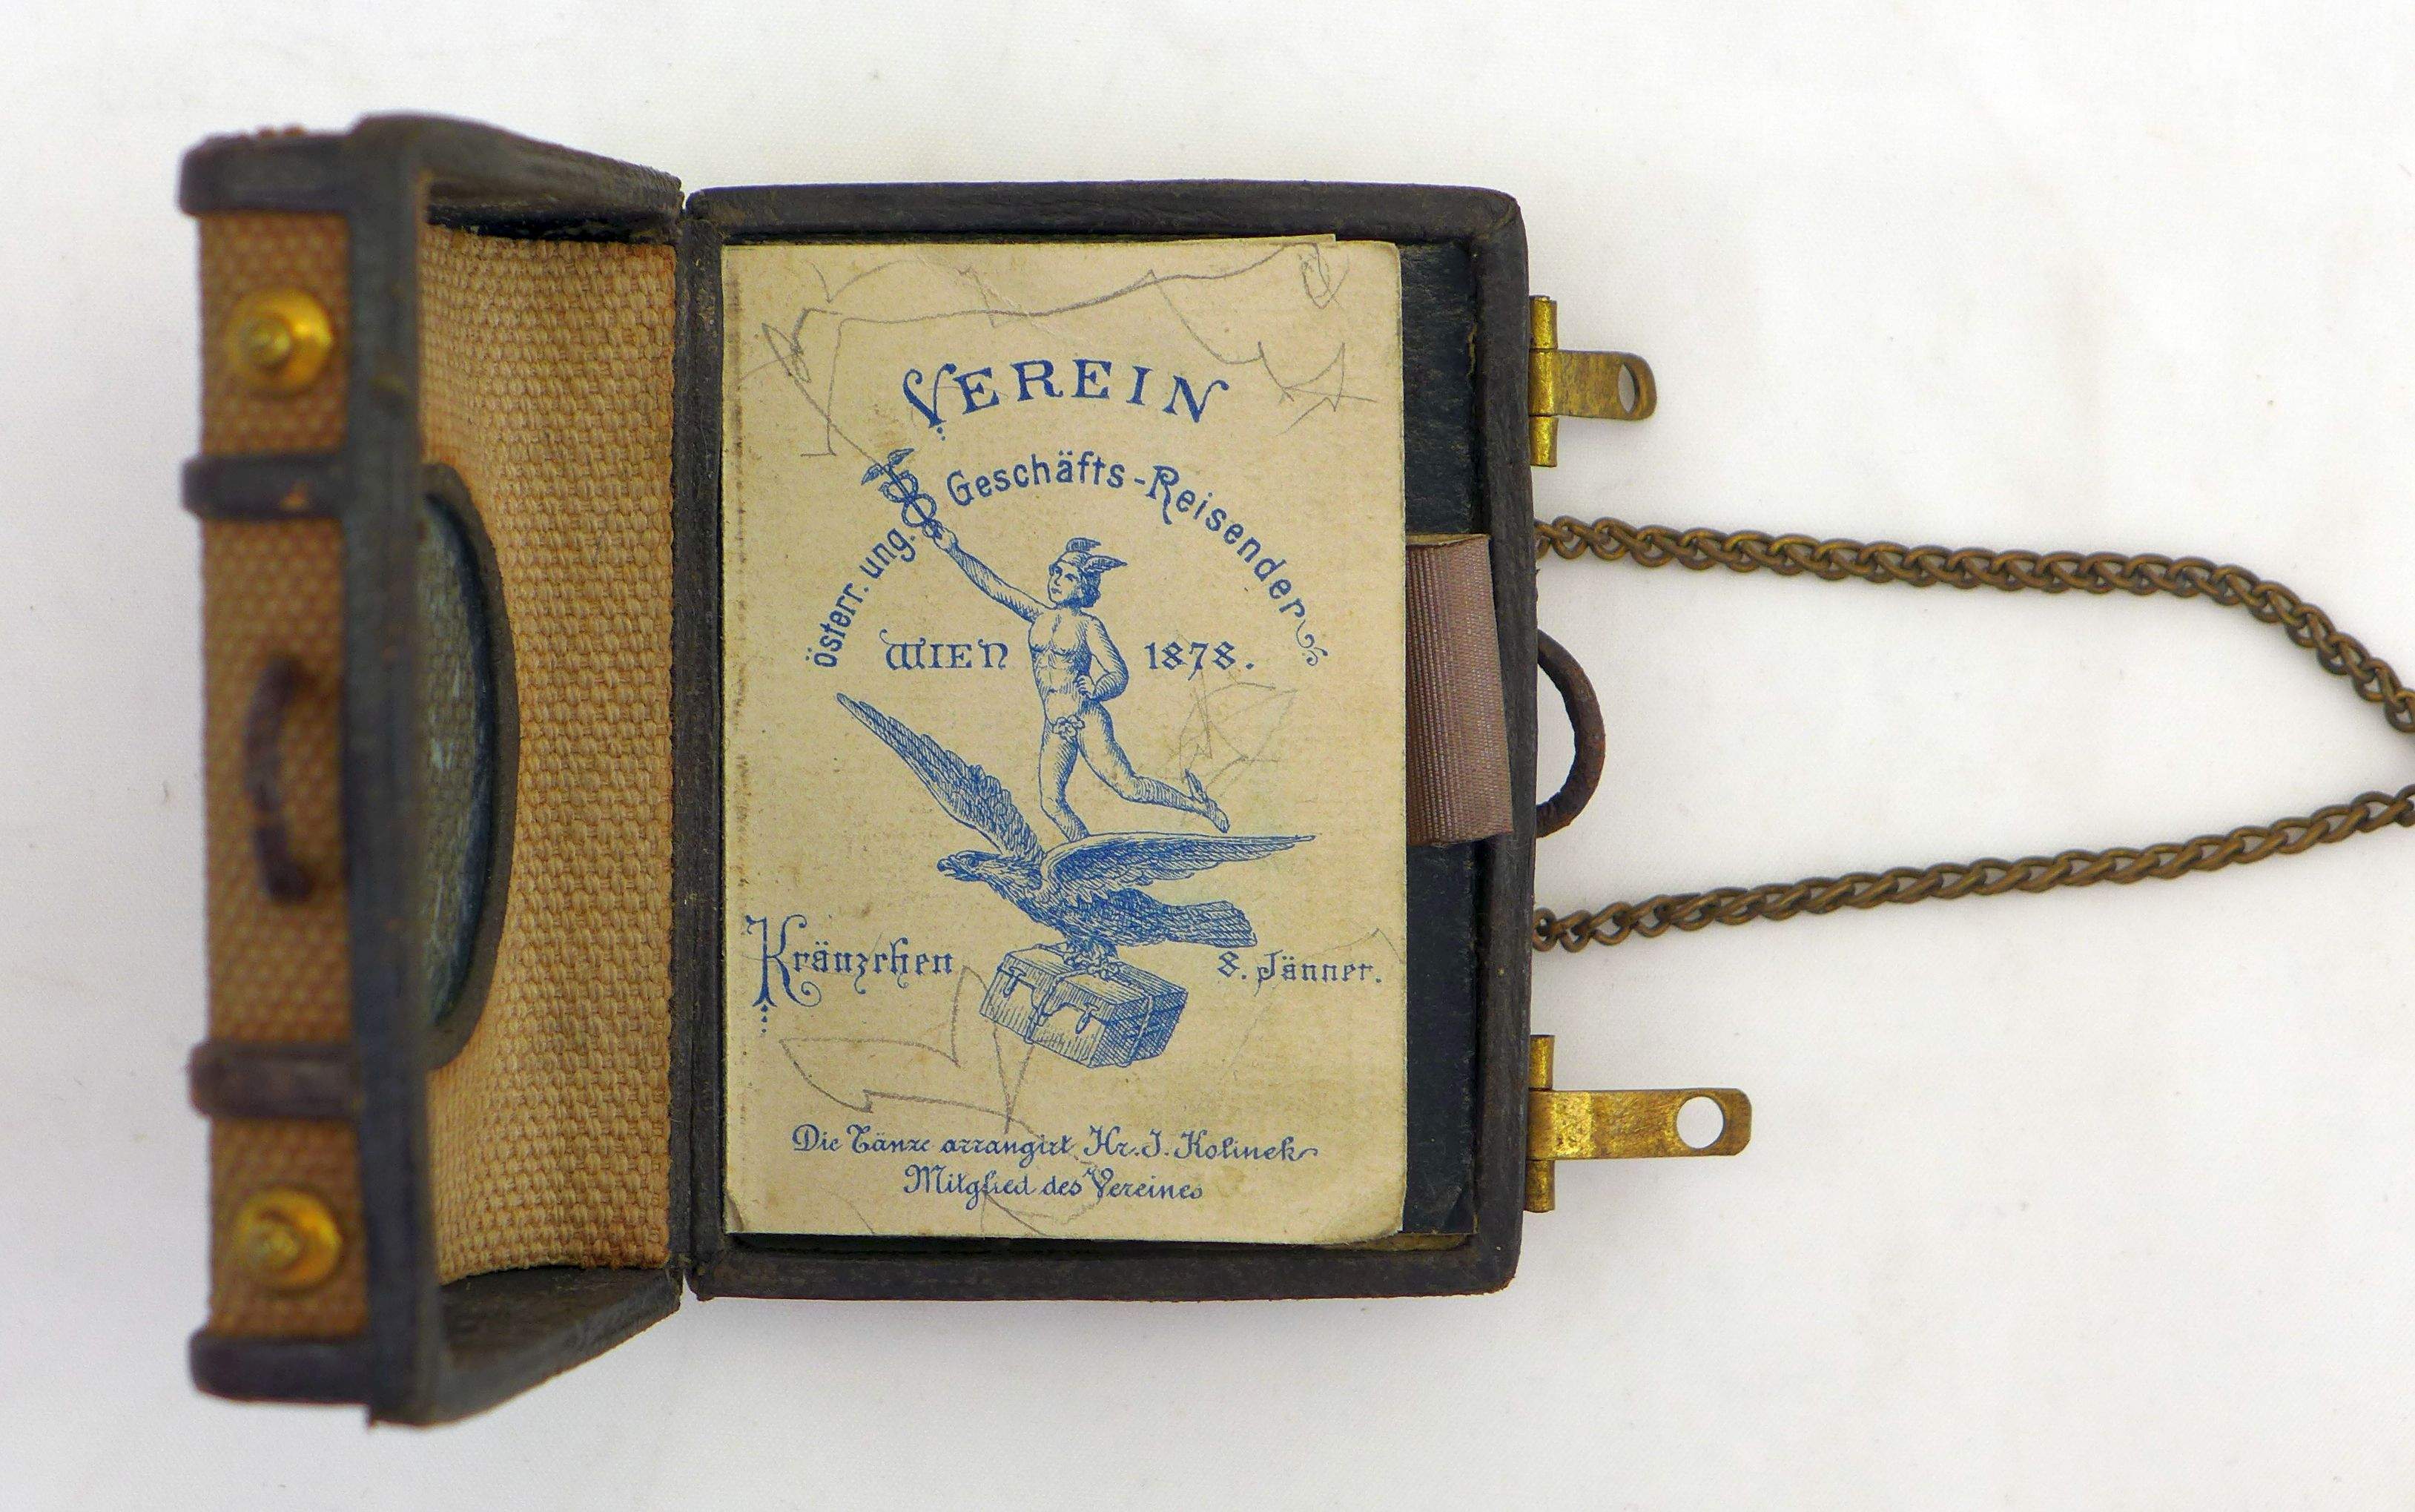 VEREIN
österr. ung. Geschäfts-Reisender
WIEN 1878.
Kränzchen 8. Jänner.
Die Tänze arrangirt Hr. J. Kolinek
Mitglied des Vereines